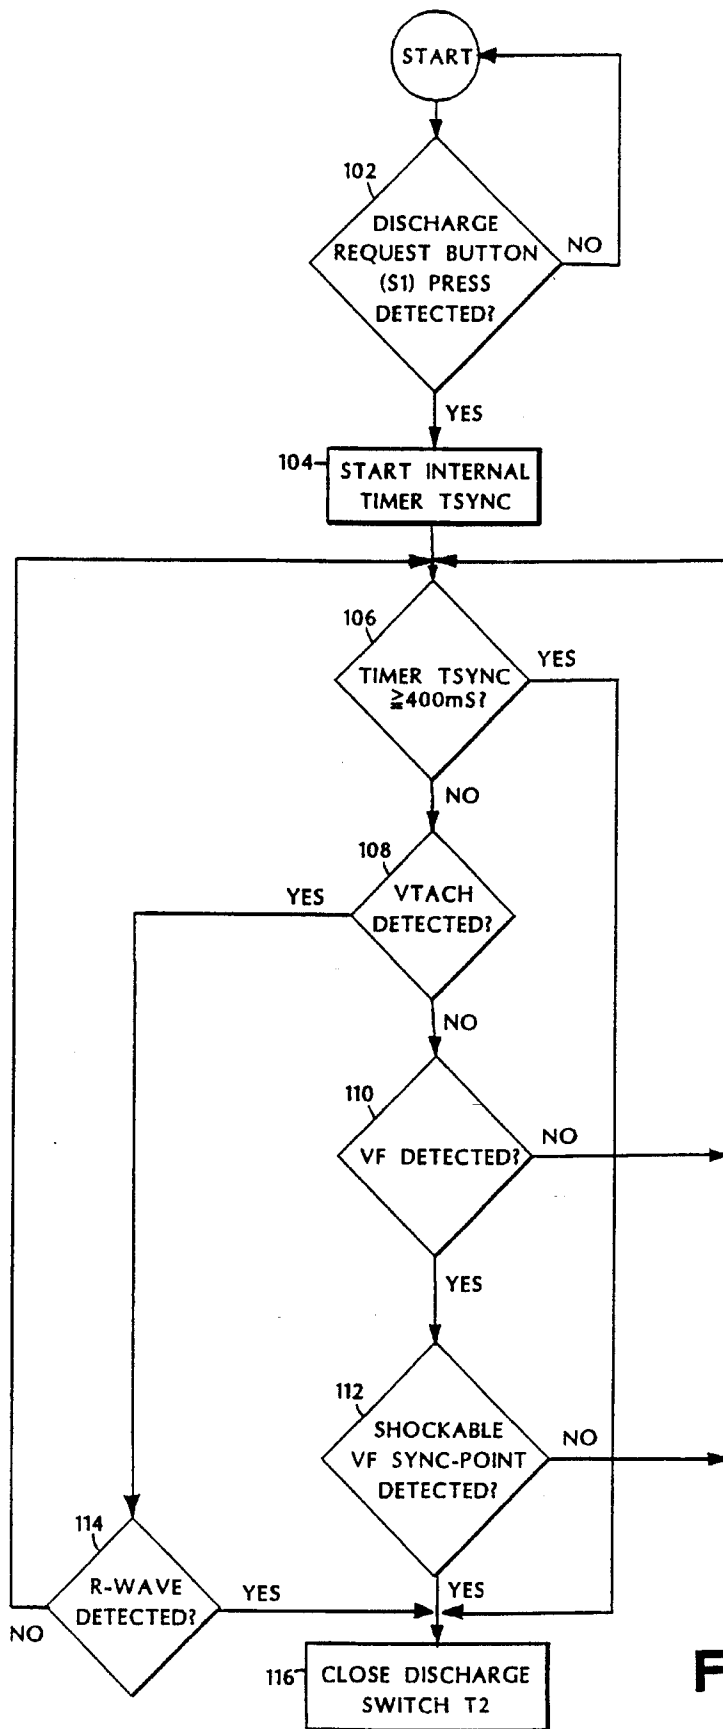 START
102
DISCHARGE
REQUEST BUTTON
(S1) PRESS
DETECTED?
NO
YES
104
START INTERNAL
TIMER TSYNC
106
TIMER TSYNC
≧400mS?
YES
NO
108
VTACH
DETECTED?
YES
NO
110
VF DETECTED?
NO
YES
112
SHOCKABLE
VF SYNC-POINT
DETECTED?
NO
YES
114
R-WAVE
DETECTED?
YES
NO
116
CLOSE DISCHARGE
SWITCH T2
F